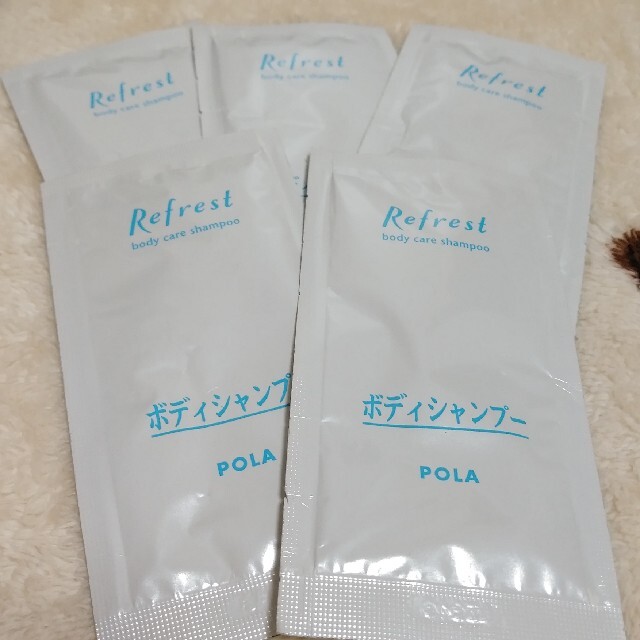 Refrest
body care shampoo
Refrest
body care shampoo
Refrest
body care shampoo
Refrest
body care shampoo
ボディシャンプ
POLA
Refrest
body care shampoo
ボディシャンプー
POLA